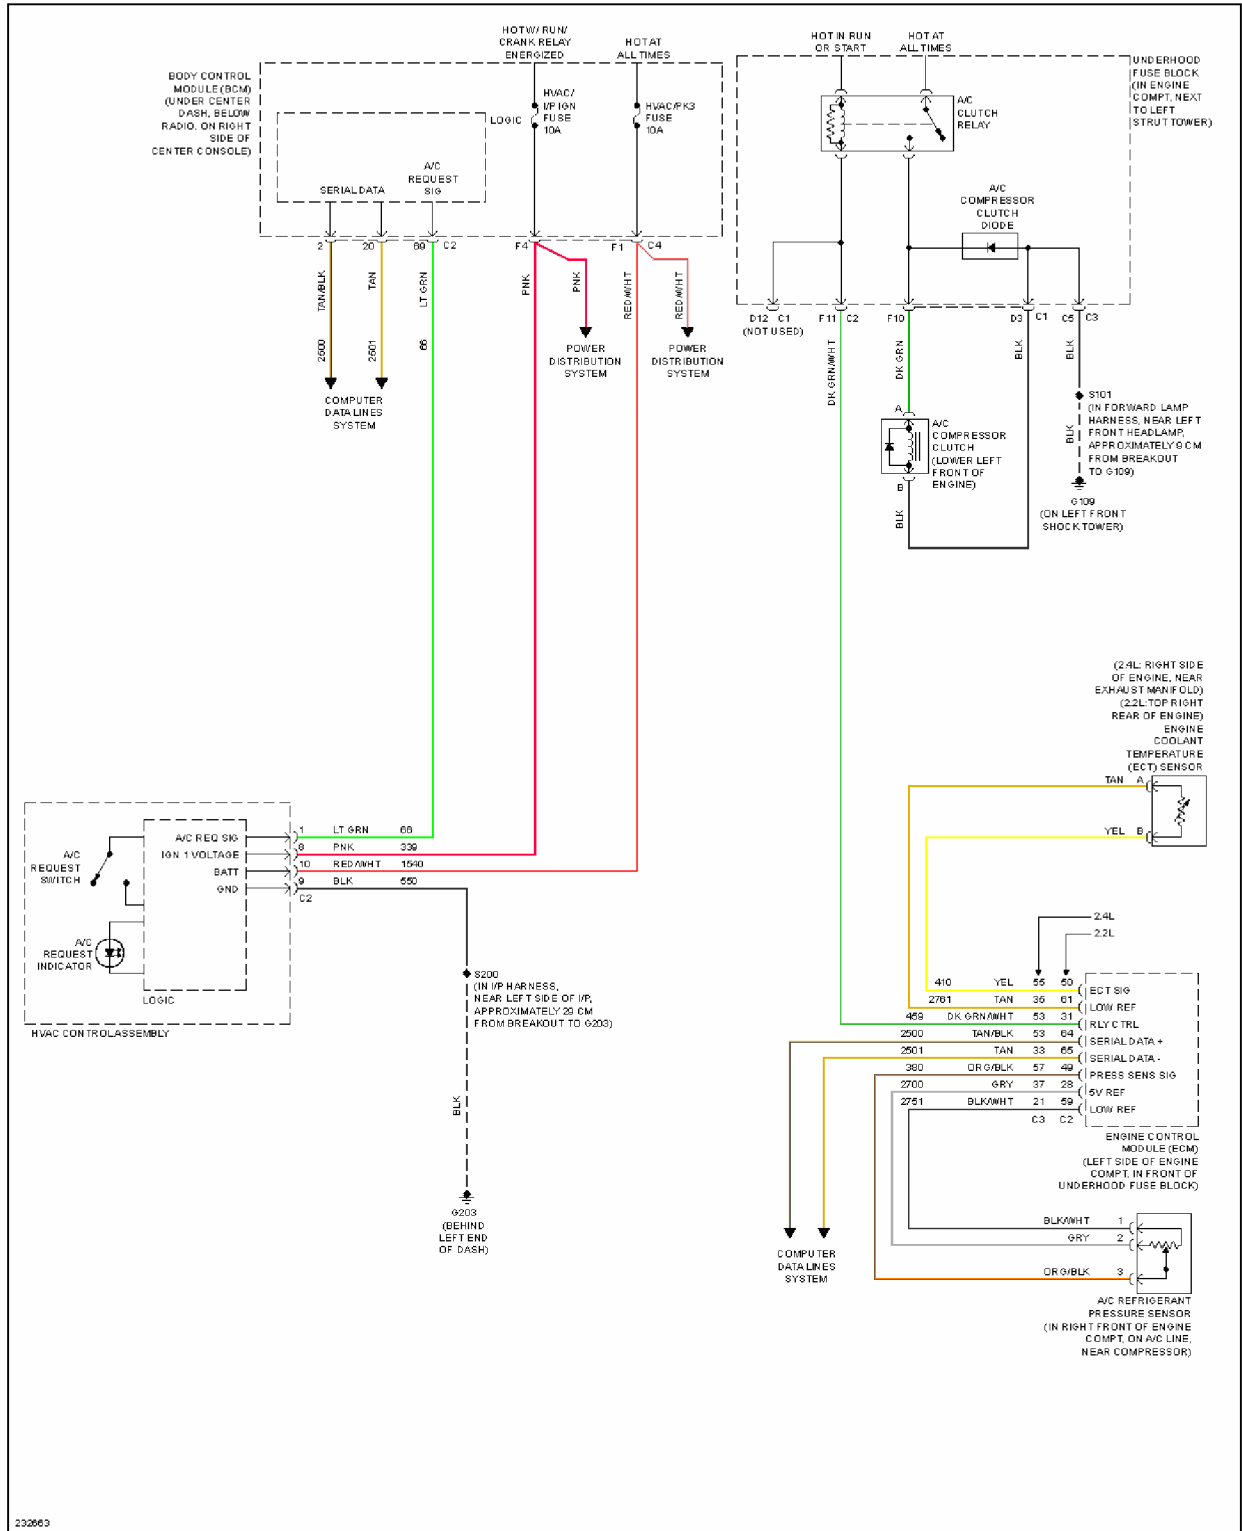 HOT W/ RUN/
CRANK RELAY
ENERGIZED
HOT AT
ALL TIMES
BODY CONTROL
MODULE (BCM)
(UNDER CENTER
DASH, BELOW
RADIO, ON RIGHT
SIDE OF
CENTER CONSOLE)
LOGIC
HVAC/
I/P IGN
FUSE
10A
HVAC/PK3
FUSE
10A
SERIAL DATA
A/C
REQUEST
SIG
2
20
69
C2
F4
F1
C4
TAN/BLK
TAN
LT GRN
PNK
PNK
RED/WHT
RED/WHT
2500
2501
66
COMPUTER
DATA LINES
SYSTEM
POWER
DISTRIBUTION
SYSTEM
POWER
DISTRIBUTION
SYSTEM
HOT IN RUN
OR START
HOT AT
ALL TIMES
UNDERHOOD
FUSE BLOCK
(IN ENGINE
COMPT, NEXT
TO LEFT
STRUT TOWER)
A/C
CLUTCH
RELAY
A/C
COMPRESSOR
CLUTCH
DIODE
D12 C1
(NOT USED)
F11 C2
F10
D3 C1
C5 C3
DK GRN/WHT
DK GRN
BLK
BLK
A
A/C
COMPRESSOR
CLUTCH
(LOWER LEFT
FRONT OF
ENGINE)
B
BLK
S101
(IN FORWARD LAMP
HARNESS, NEAR LEFT
FRONT HEADLAMP,
APPROXIMATELY 9 CM
FROM BREAKOUT
TO G109)
BLK
G109
(ON LEFT FRONT
SHOCK TOWER)
(2.4L: RIGHT SIDE
OF ENGINE, NEAR
EXHAUST MANIFOLD)
(2.2L: TOP RIGHT
REAR OF ENGINE)
ENGINE
COOLANT
TEMPERATURE
(ECT) SENSOR
TAN A
YEL B
A/C
REQUEST
SWITCH
A/C REQ SIG
IGN 1 VOLTAGE
BATT
GND
1 LT GRN 66
8 PNK 339
10 RED/WHT 1540
9 BLK 550
C2
A/C
REQUEST
INDICATOR
LOGIC
HVAC CONTROL ASSEMBLY
S200
(IN I/P HARNESS,
NEAR LEFT SIDE OF I/P,
APPROXIMATELY 29 CM
FROM BREAKOUT TO G203)
BLK
G203
(BEHIND
LEFT END
OF DASH)
2.4L
2.2L
410 YEL 55 50 ECT SIG
2761 TAN 35 61 LOW REF
459 DK GRN/WHT 53 31 RLY CTRL
2500 TAN/BLK 53 64 SERIAL DATA +
2501 TAN 33 65 SERIAL DATA -
380 ORG/BLK 57 49 PRESS SENS SIG
2700 GRY 37 28 5V REF
2751 BLK/WHT 21 59 LOW REF
C3 C2
ENGINE CONTROL
MODULE (ECM)
(LEFT SIDE OF ENGINE
COMPT, IN FRONT OF
UNDERHOOD FUSE BLOCK)
COMPUTER
DATA LINES
SYSTEM
BLK/WHT 1
GRY 2
ORG/BLK 3
A/C REFRIGERANT
PRESSURE SENSOR
(IN RIGHT FRONT OF ENGINE
COMPT, ON A/C LINE,
NEAR COMPRESSOR)
232663